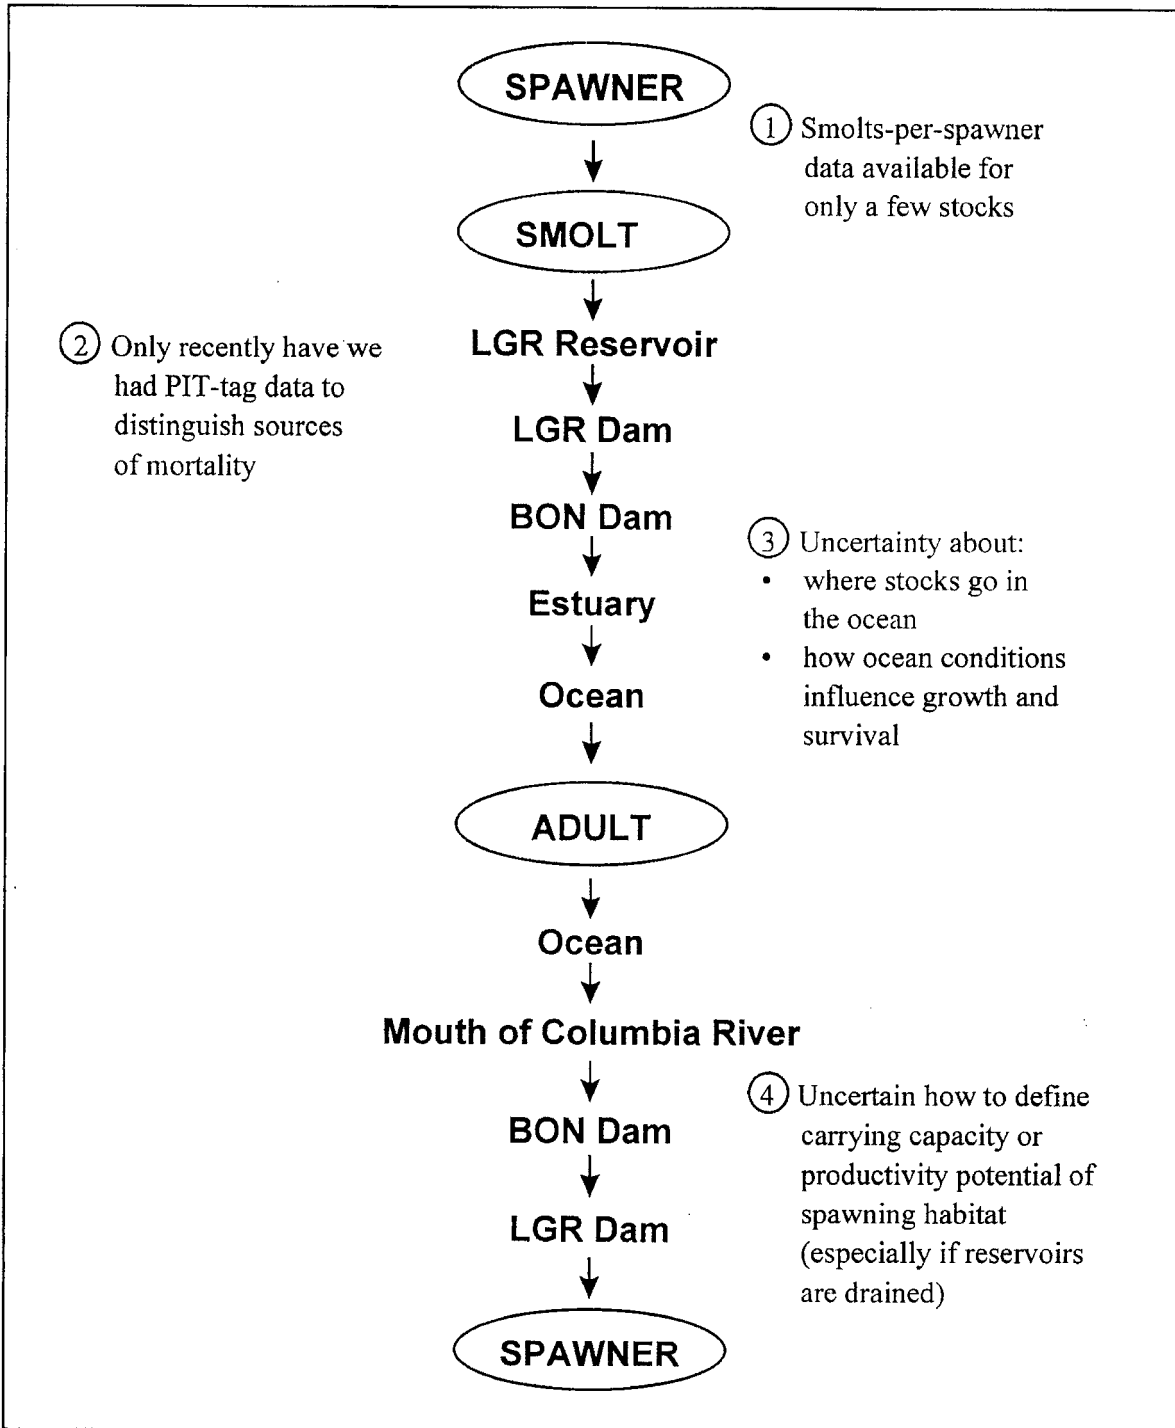 SPAWNER
① Smolts-per-spawner
data available for
only a few stocks
SMOLT
LGR Reservoir
② Only recently have we
had PIT-tag data to
distinguish sources
of mortality
LGR Dam
BON Dam
③ Uncertainty about:
• where stocks go in
the ocean
• how ocean conditions
influence growth and
survival
Estuary
Ocean
ADULT
Ocean
Mouth of Columbia River
④ Uncertain how to define
carrying capacity or
productivity potential of
spawning habitat
(especially if reservoirs
are drained)
BON Dam
LGR Dam
SPAWNER